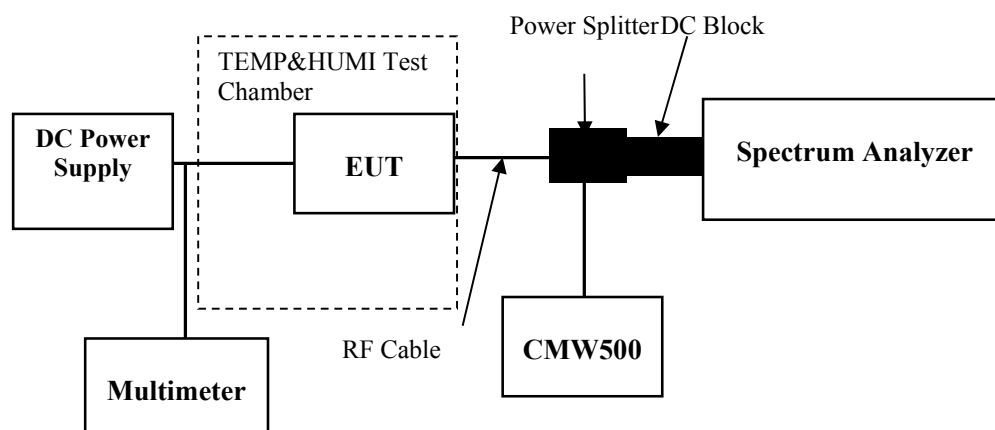 Power Splitter DC Block
TEMP&HUMI Test
Chamber
DC Power
Supply
EUT
Spectrum Analyzer
RF Cable
CMW500
Multimeter